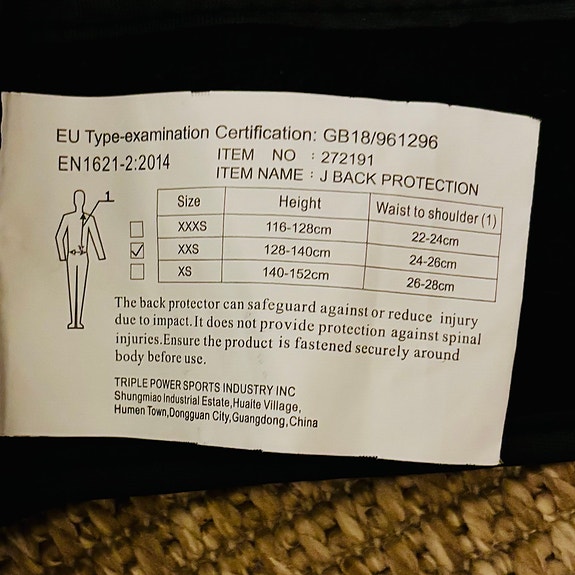 EU Type-examination Certification: GB18/961296
EN1621-2:2014
ITEM NO : 272191
ITEM NAME : J BACK PROTECTION
1
Size Height Waist to shoulder (1)
XXXS 116-128cm 22-24cm
XXS 128-140cm 24-26cm
XS 140-152cm 26-28cm
The back protector can safeguard against or reduce injury
due to impact.It does not provide protection against spinal
injuries.Ensure the product is fastened securely around
body before use.
TRIPLE POWER SPORTS INDUSTRY INC
Shungmiao Industrial Estate,Huaite Village,
Humen Town,Dongguan City,Guangdong,China